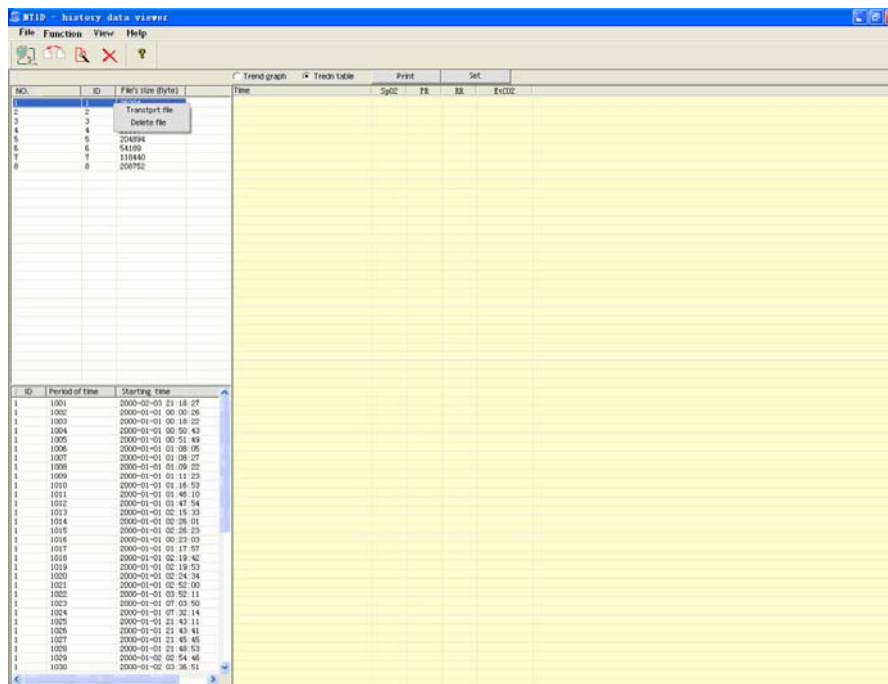 NTID - history data viewer
File Function View Help
?
Trend graph Tredn table Print Set
NO. ID File's size (Byte)
Time SpO2 PR RR EtCO2
1 1
2 2
3 3
4 4
5 5 204894
6 6 54189
7 7 118440
8 8 208752
Transtprt file
Delete file
ID Period of time Starting time
1 1001 2000-02-03 21:18:27
1 1002 2000-01-01 00:00:26
1 1003 2000-01-01 00:18:22
1 1004 2000-01-01 00:50:43
1 1005 2000-01-01 00:51:49
1 1006 2000-01-01 01:08:05
1 1007 2000-01-01 01:08:27
1 1008 2000-01-01 01:09:22
1 1009 2000-01-01 01:11:23
1 1010 2000-01-01 01:16:53
1 1011 2000-01-01 01:46:10
1 1012 2000-01-01 01:47:54
1 1013 2000-01-01 02:15:33
1 1014 2000-01-01 02:26:01
1 1015 2000-01-01 02:26:23
1 1016 2000-01-01 00:23:03
1 1017 2000-01-01 01:17:57
1 1018 2000-01-01 02:19:42
1 1019 2000-01-01 02:19:53
1 1020 2000-01-01 02:24:34
1 1021 2000-01-01 02:52:00
1 1022 2000-01-01 03:52:11
1 1023 2000-01-01 07:03:50
1 1024 2000-01-01 07:32:14
1 1025 2000-01-01 21:43:11
1 1026 2000-01-01 21:43:41
1 1027 2000-01-01 21:45:45
1 1028 2000-01-01 21:48:53
1 1029 2000-01-02 02:54:46
1 1030 2000-01-02 03:36:51